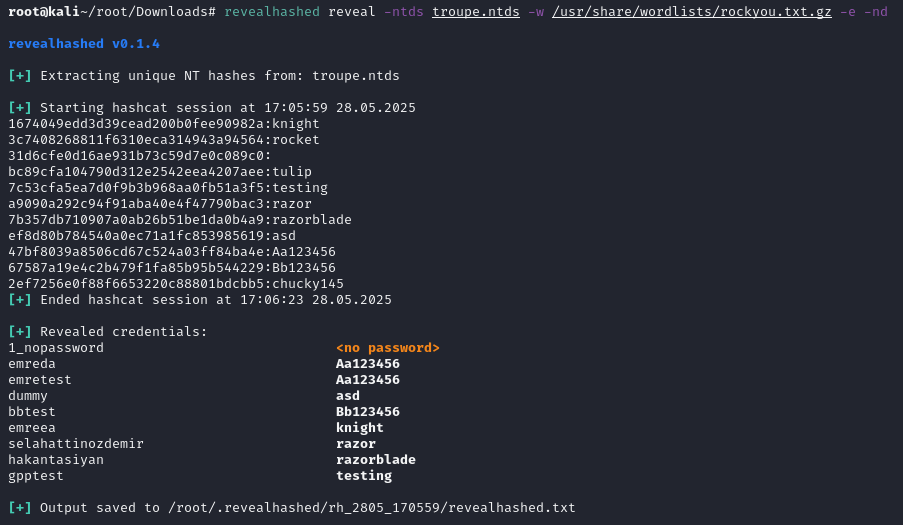 root@kali~/root/Downloads# revealhashed reveal -ntds troupe.ntds -w /usr/share/wordlists/rockyou.txt.gz -e -nd
revealhashed v0.1.4
[+] Extracting unique NT hashes from: troupe.ntds
[+] Starting hashcat session at 17:05:59 28.05.2025
1674049edd3d39cead200b0fee90982a:knight
3c7408268811f6310eca314943a94564:rocket
31d6cfe0d16ae931b73c59d7e0c089c0:
bc89cfa104790d312e2542eea4207aee:tulip
7c53cfa5ea7d0f9b3b968aa0fb51a3f5:testing
a9090a292c94f91aba40e4f47790bac3:razor
7b357db710907a0ab26b51be1da0b4a9:razorblade
ef8d80b784540a0ec71a1fc853985619:asd
47bf8039a8506cd67c524a03ff84ba4e:Aa123456
67587a19e4c2b479f1fa85b95b544229:Bb123456
2ef7256e0f88f6653220c88801bdcbb5:chucky145
[+] Ended hashcat session at 17:06:23 28.05.2025
[+] Revealed credentials:
1_nopassword <no password>
emreda Aa123456
emretest Aa123456
dummy asd
bbtest Bb123456
emreea knight
selahattinozdemir razor
hakantasiyan razorblade
gpptest testing
[+] Output saved to /root/.revealhashed/rh_2805_170559/revealhashed.txt